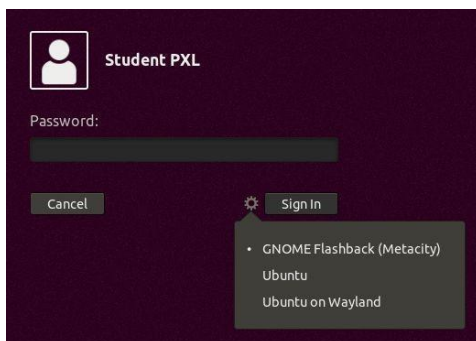 Student PXL
Password:
Cancel
Sign In
GNOME Flashback (Metacity)
Ubuntu
Ubuntu on Wayland